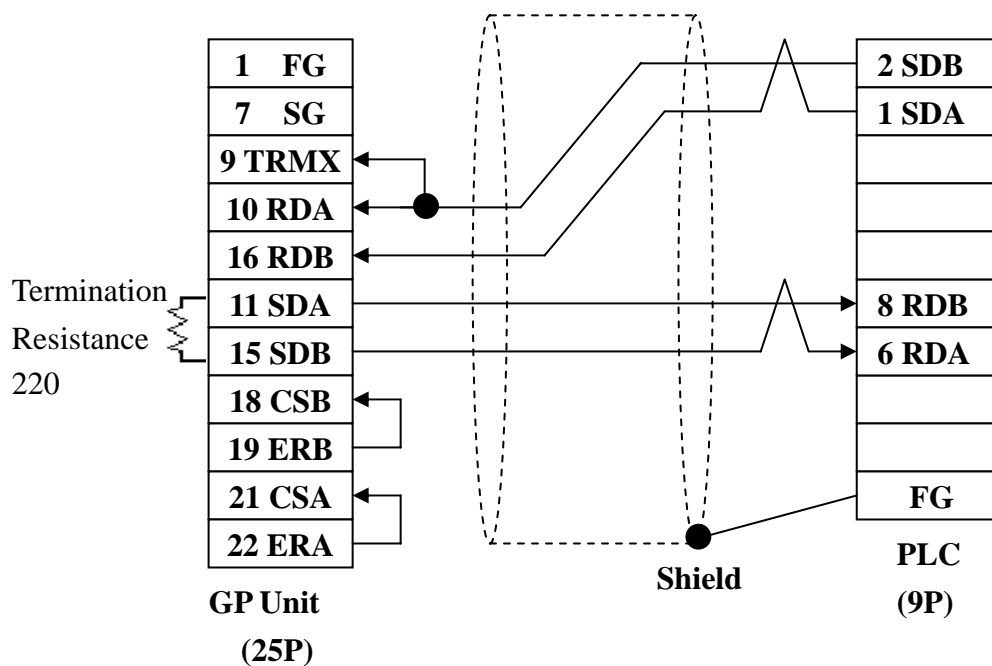 1 FG
7 SG
9 TRMX
10 RDA
16 RDB
11 SDA
15 SDB
18 CSB
19 ERB
21 CSA
22 ERA
GP Unit
(25P)
Termination
Resistance
220
Shield
2 SDB
1 SDA
8 RDB
6 RDA
FG
PLC
(9P)